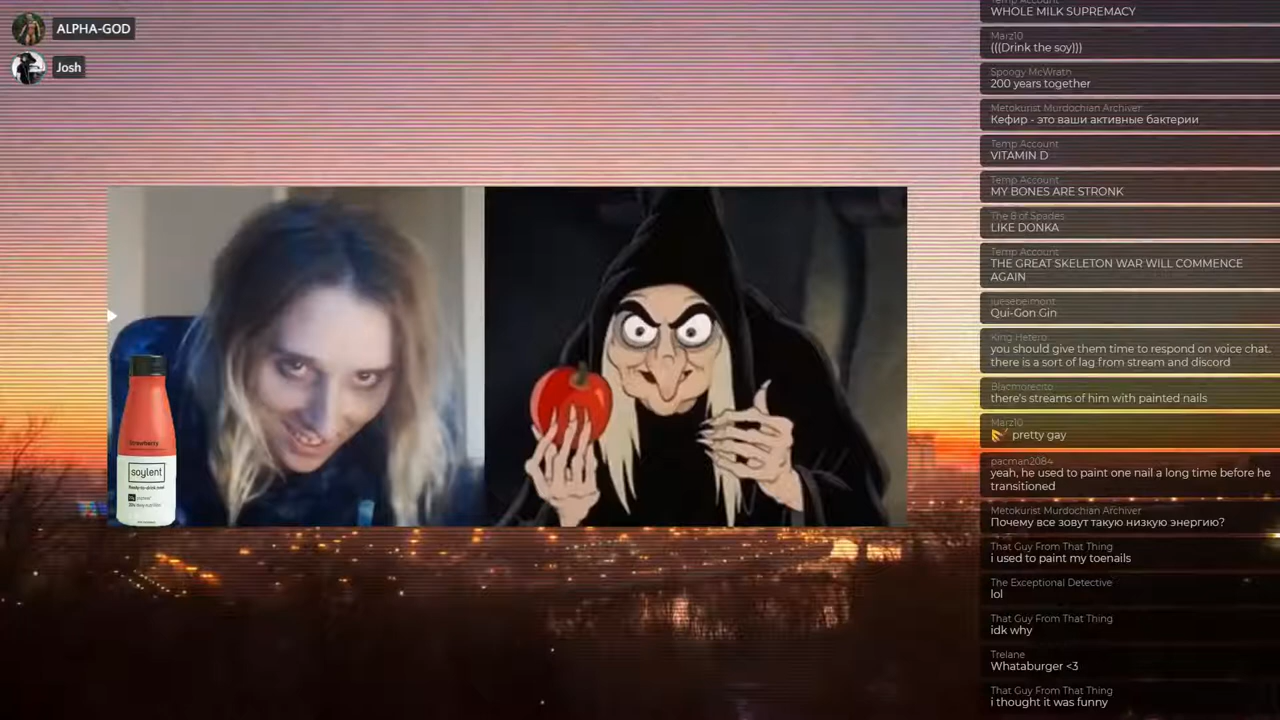 ALPHA-GOD
Josh
Strawberry
soylent
Temp Account
WHOLE MILK SUPREMACY
Marz10
(((Drink the soy)))
Spoogy McWrath
200 years together
Metokurist Murdochian Archiver
Кефир - это ваши активные бактерии
Temp Account
VITAMIN D
Temp Account
MY BONES ARE STRONK
The 8 of Spades
LIKE DONKA
Temp Account
THE GREAT SKELETON WAR WILL COMMENCE
AGAIN
juesebelmont
Qui-Gon Gin
King Hetero
you should give them time to respond on voice chat.
there is a sort of lag from stream and discord
Blacmorecito
there's streams of him with painted nails
Marz10
pretty gay
pacman2084
yeah, he used to paint one nail a long time before he
transitioned
Metokurist Murdochian Archiver
Почему все зовут такую низкую энергию?
That Guy From That Thing
i used to paint my toenails
The Exceptional Detective
lol
That Guy From That Thing
idk why
Trelane
Whataburger <3
That Guy From That Thing
i thought it was funny